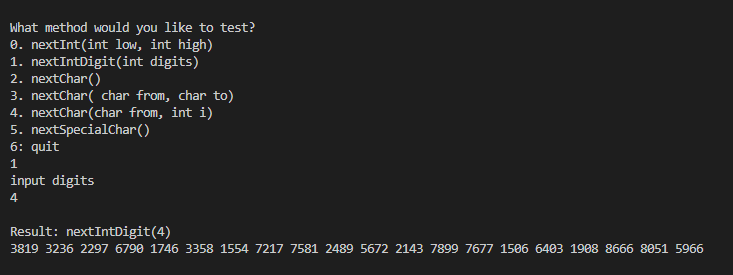 What method would you like to test?
0. nextInt(int low, int high)
1. nextIntDigit(int digits)
2. nextChar()
3. nextChar( char from, char to)
4. nextChar(char from, int i)
5. nextSpecialChar()
6: quit
1
input digits
4
Result: nextIntDigit(4)
3819 3236 2297 6790 1746 3358 1554 7217 7581 2489 5672 2143 7899 7677 1506 6403 1908 8666 8051 5966